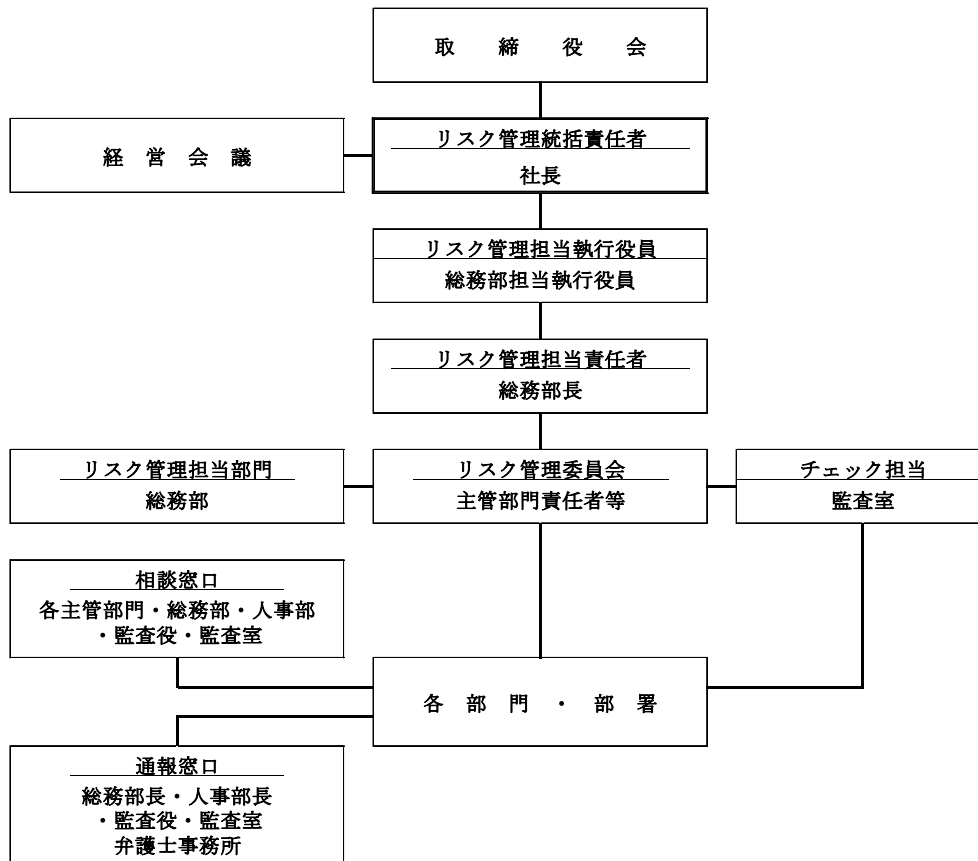 取　締　役　会
経　営　会　議
リスク管理統括責任者
社長
リスク管理担当執行役員
総務部担当執行役員
リスク管理担当責任者
総務部長
リスク管理担当部門
総務部
リスク管理委員会
主管部門責任者等
チェック担当
監査室
相談窓口
各主管部門・総務部・人事部
・監査役・監査室
各　部　門　・　部　署
通報窓口
総務部長・人事部長
・監査役・監査室
弁護士事務所